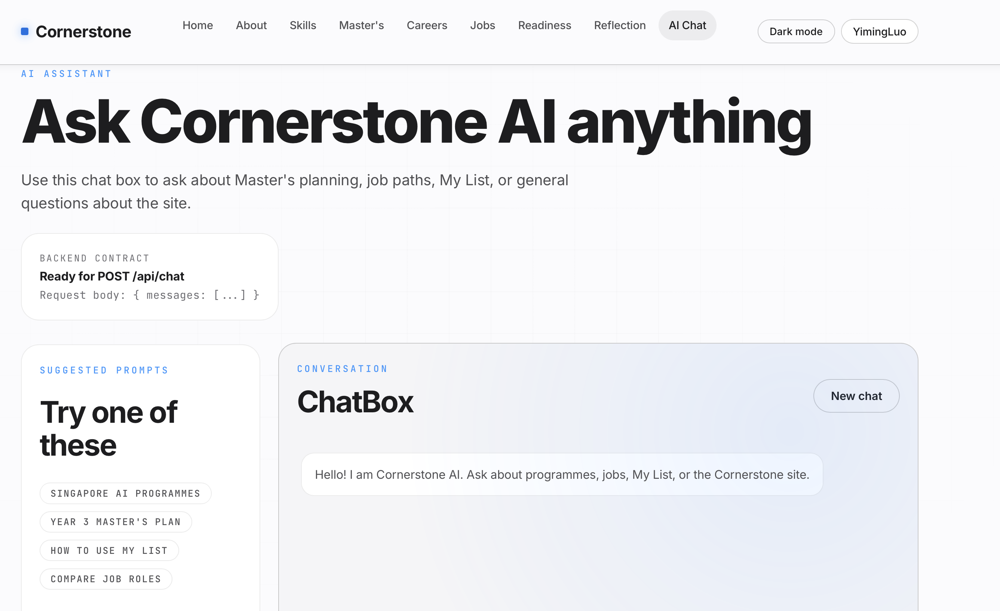 Cornerstone
Home
About
Skills
Master's
Careers
Jobs
Readiness
Reflection
AI Chat
Dark mode
YimingLuo
AI ASSISTANT
Ask Cornerstone AI anything
Use this chat box to ask about Master's planning, job paths, My List, or general
questions about the site.
BACKEND CONTRACT
Ready for POST /api/chat
Request body: { messages: [...] }
SUGGESTED PROMPTS
Try one of
these
SINGAPORE AI PROGRAMMES
YEAR 3 MASTER'S PLAN
HOW TO USE MY LIST
COMPARE JOB ROLES
CONVERSATION
ChatBox
New chat
Hello! I am Cornerstone AI. Ask about programmes, jobs, My List, or the Cornerstone site.